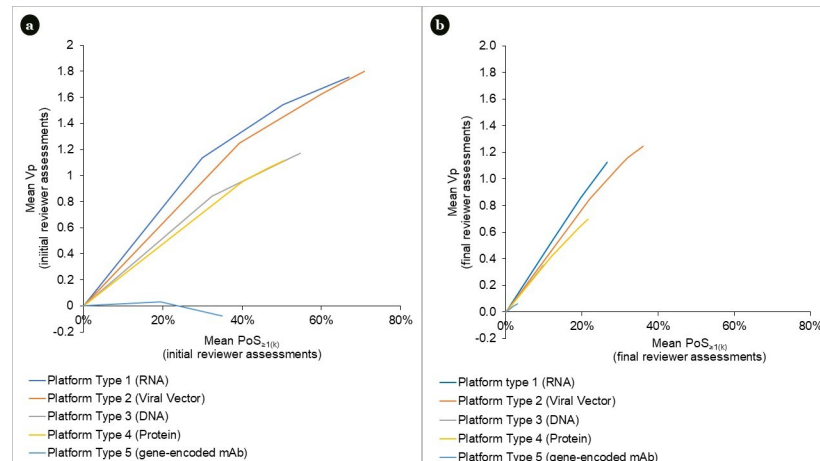 a
2
1.8
1.6
1.4
1.2
1
0.8
0.6
0.4
0.2
0
-0.2
Mean Vp
(iniitial reviewer assessments)
0% 20% 40% 60% 80%
Mean PoS≥1(k)
(initial reviewer assessments)
Platform Type 1 (RNA)
Platform Type 2 (Viral Vector)
Platform Type 3 (DNA)
Platform Type 4 (Protein)
Platform Type 5 (gene-encoded mAb)
b
2.0
1.8
1.6
1.4
1.2
1.0
0.8
0.6
0.4
0.2
0.0
-0.2
Mean Vp
(final reviewer assessments)
0% 20% 40% 60% 80%
Mean PoS≥1(k)
(final reviewer assessments)
Platform type 1 (RNA)
Platform Type 2 (Viral Vector)
Platform Type 3 (DNA)
Platform Type 4 (Protein)
Platform Type 5 (gene-encoded mAb)